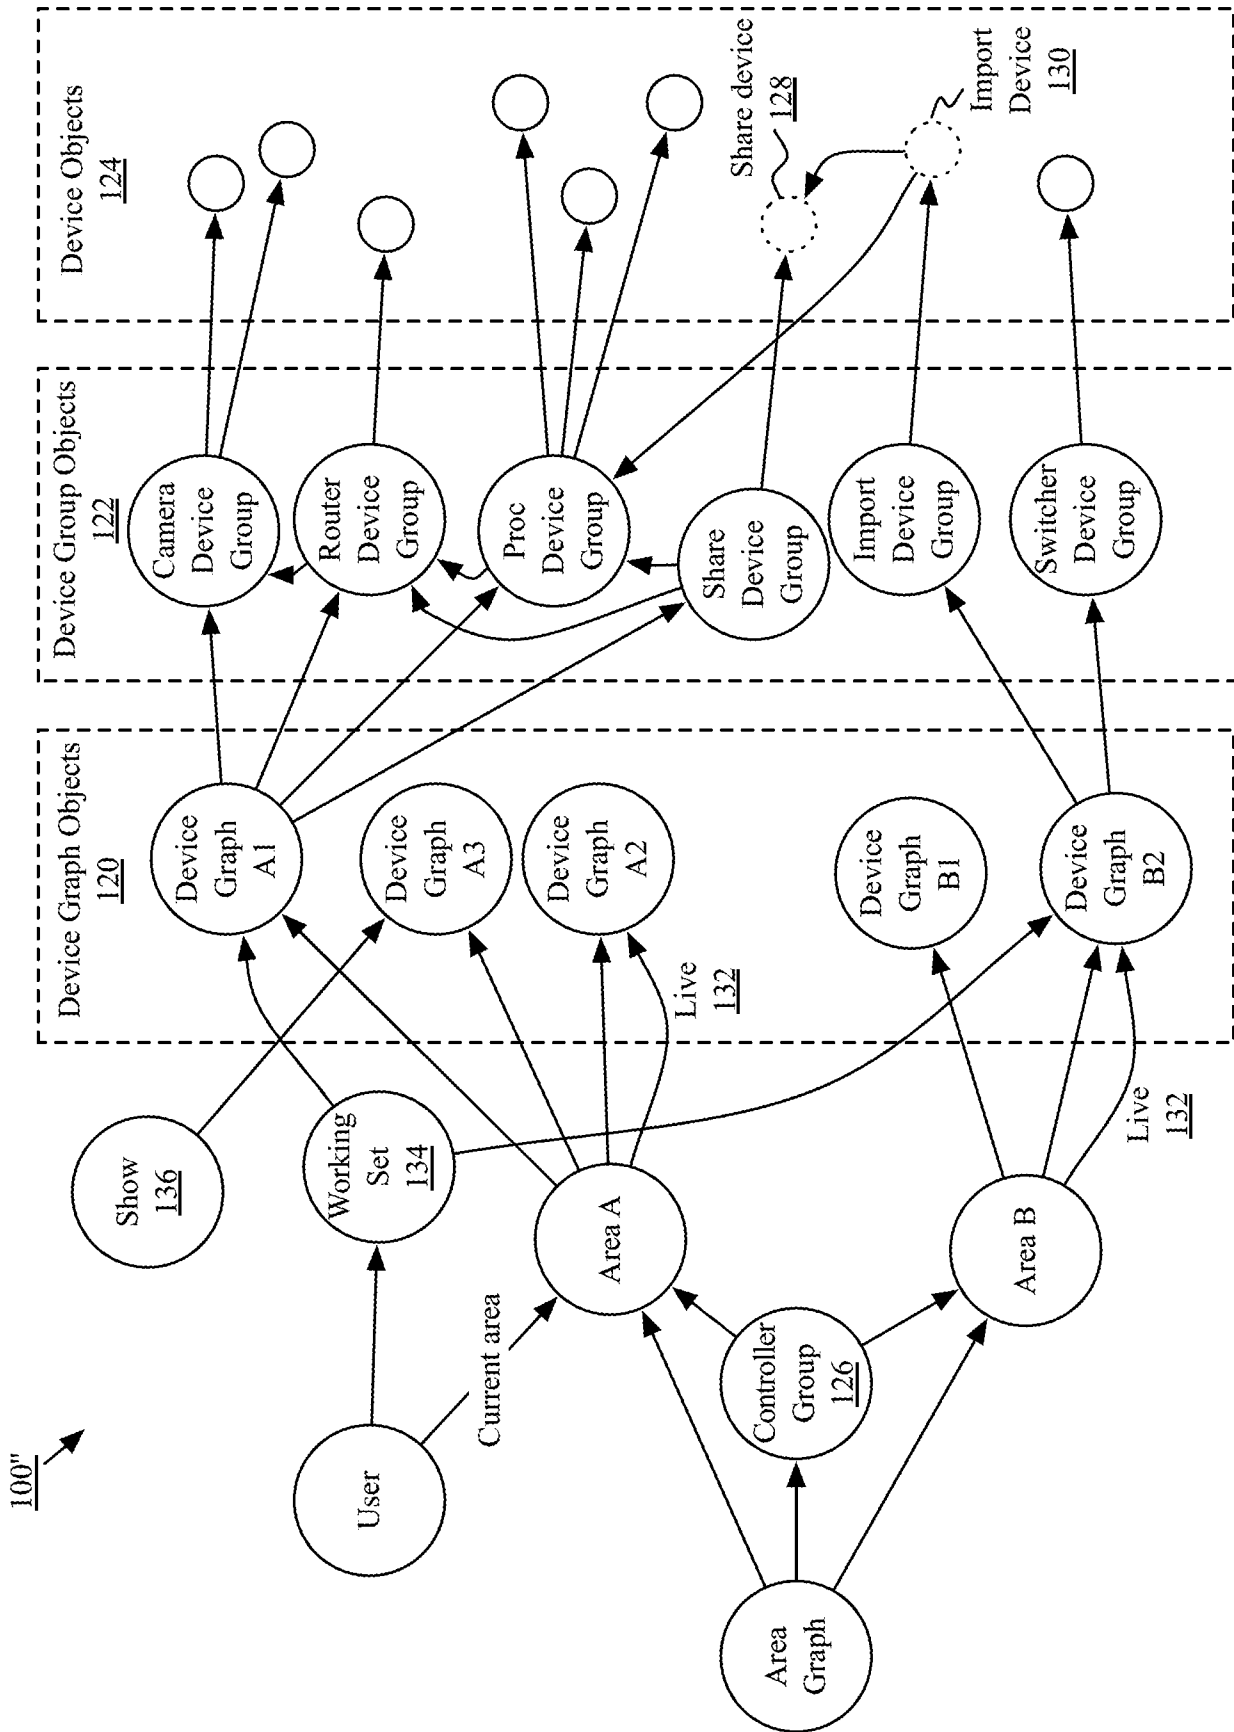 100"
Device Graph Objects
120
Device Group Objects
122
Device Objects
124
Show
136
User
Working
Set
134
Current area
Area
Graph
Controller
Group
126
Area A
Area B
Live
132
Live
132
Device
Graph
A1
Device
Graph
A3
Device
Graph
A2
Device
Graph
B1
Device
Graph
B2
Camera
Device
Group
Router
Device
Group
Proc
Device
Group
Share
Device
Group
Import
Device
Group
Switcher
Device
Group
Share device
128
Import
Device
130